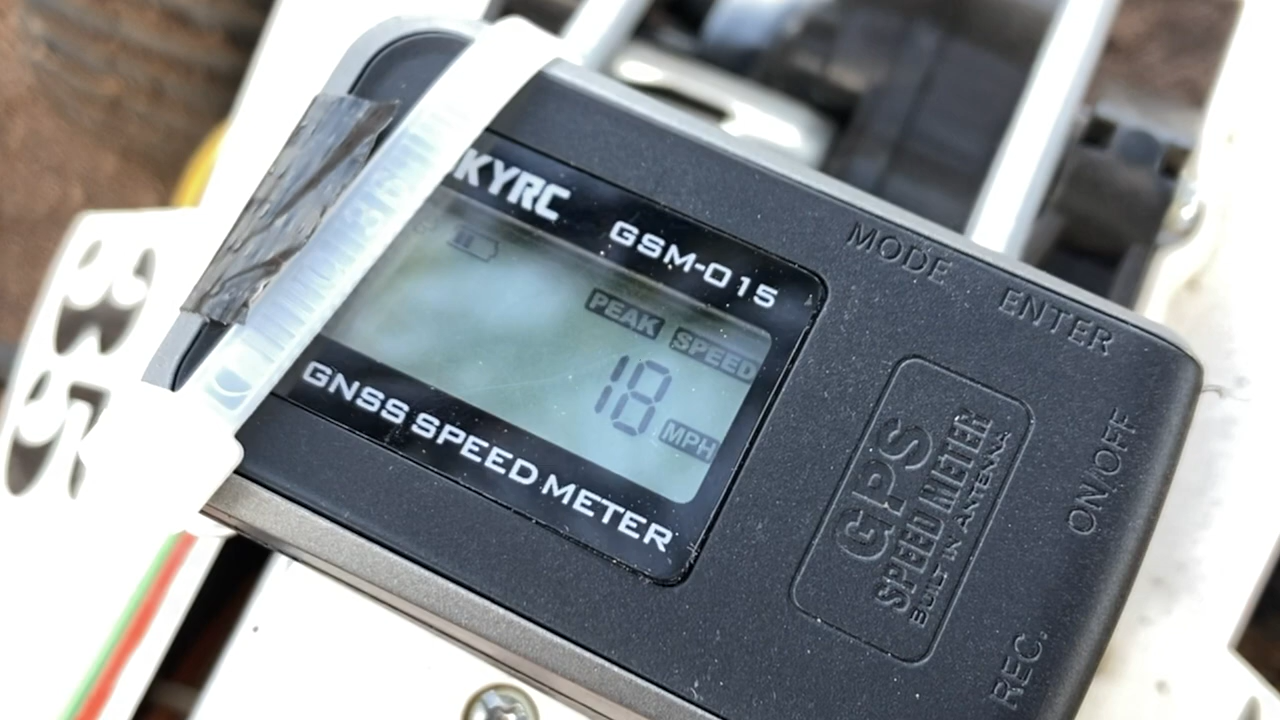 KYRC
GSM-015
PEAK SPEED
18 MPH
GNSS SPEED METER
MODE
ENTER
ON/OFF
REC.
GPS
SPEED METER
BUILT IN ANTENNA